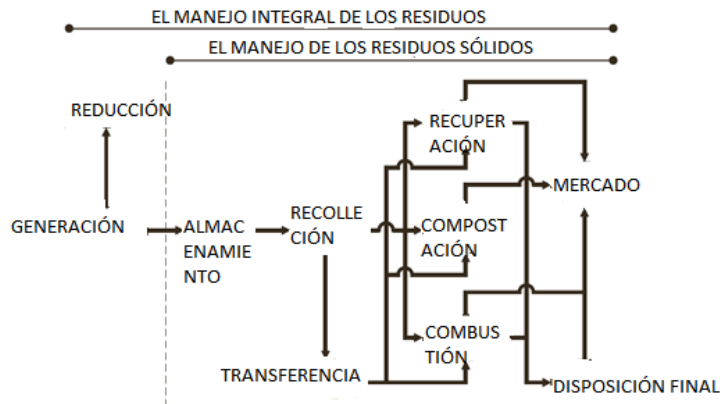 EL MANEJO INTEGRAL DE LOS RESIDUOS
EL MANEJO DE LOS RESIDUOS SÓLIDOS
REDUCCIÓN
GENERACIÓN
ALMAC
ENAMIE
NTO
RECOLLE
CIÓN
TRANSFERENCIA
RECUPER
ACIÓN
COMPOST
ACIÓN
COMBUS
TIÓN
MERCADO
DISPOSICIÓN FINAL